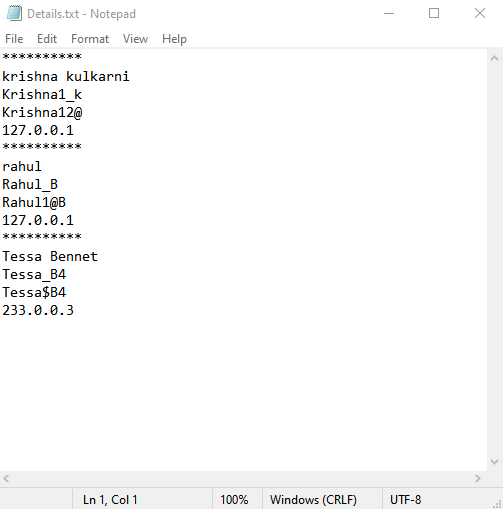 Details.txt - Notepad
File Edit Format View Help
**********
krishna kulkarni
Krishna1_k
Krishna12@
127.0.0.1
**********
rahul
Rahul_B
Rahul1@B
127.0.0.1
**********
Tessa Bennet
Tessa_B4
Tessa$B4
233.0.0.3
Ln 1, Col 1 100% Windows (CRLF) UTF-8